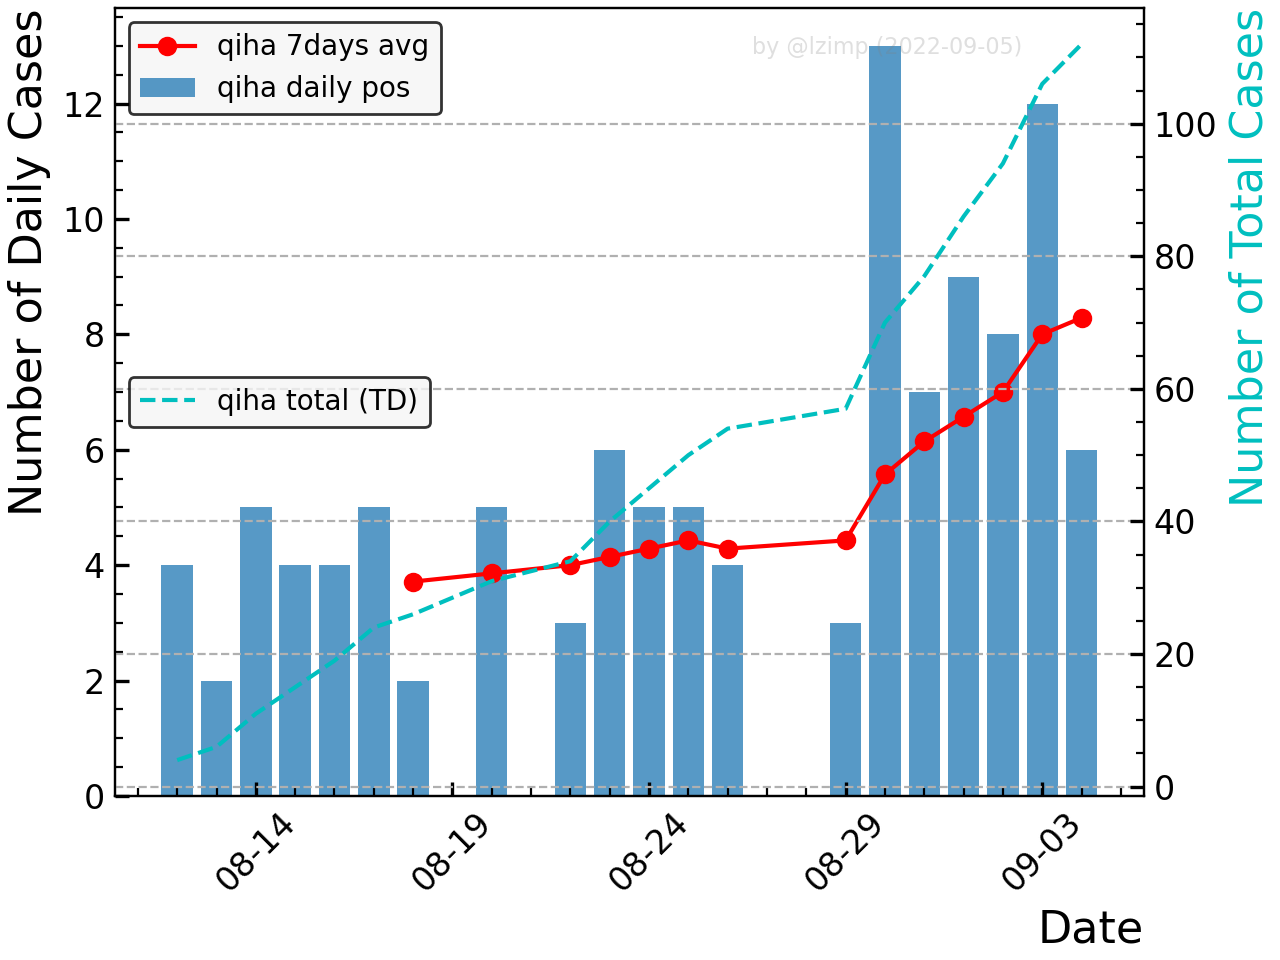 by @lzimp (2022-09-05)
qiha 7days avg
qiha daily pos
qiha total (TD)
Number of Daily Cases
12
10
8
6
4
2
0
Number of Total Cases
100
80
60
40
20
0
08-14
08-19
08-24
08-29
09-03
Date